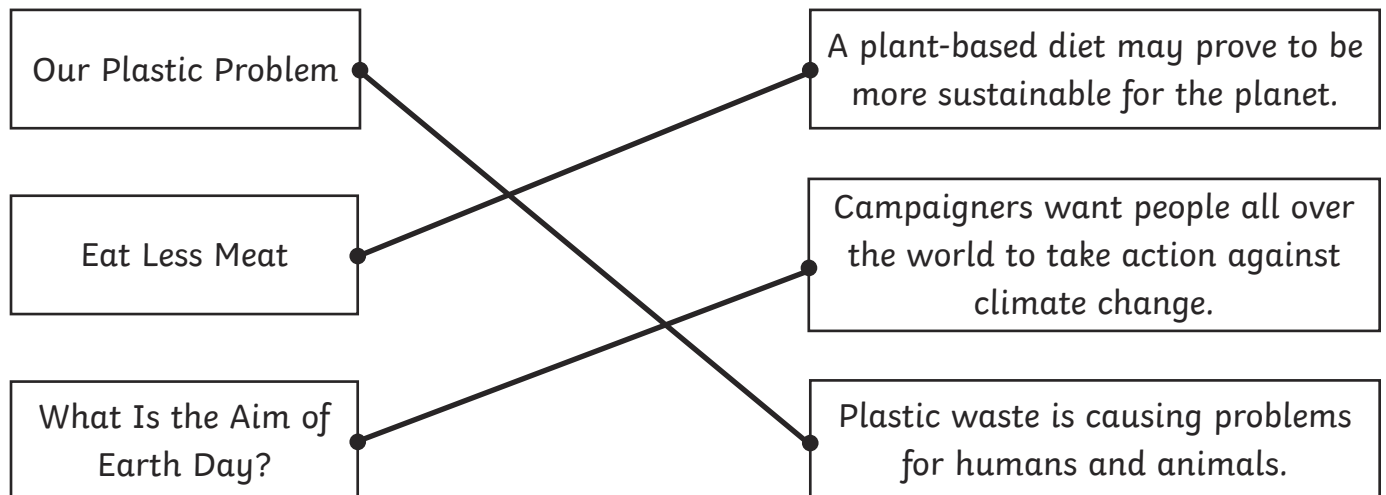 Our Plastic Problem
A plant-based diet may prove to be
more sustainable for the planet.
Eat Less Meat
Campaigners want people all over
the world to take action against
climate change.
What Is the Aim of
Earth Day?
Plastic waste is causing problems
for humans and animals.